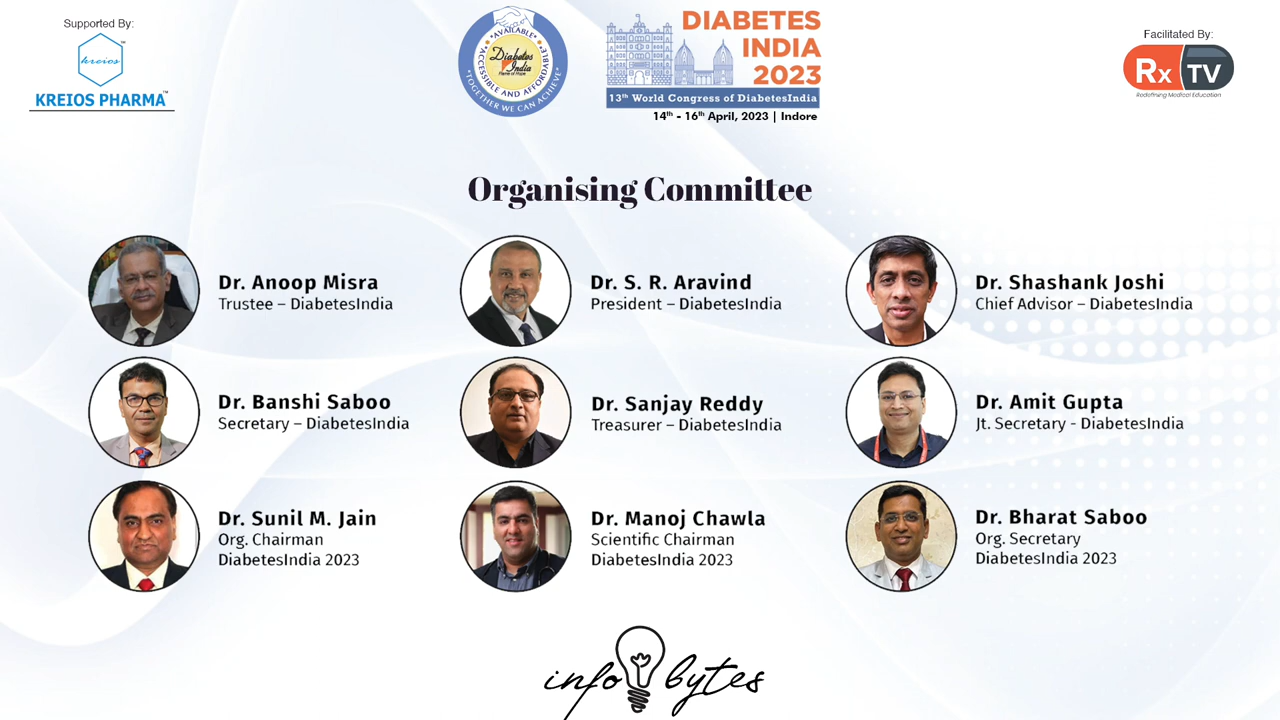 Supported By:
kreios
KREIOS PHARMA™
AVAILABLE
ACCESSIBLE AND AFFORDABLE
Diabetes
India
Flame of Hope
"TOGETHER WE CAN ACHIEVE"
DIABETES
INDIA
2023
13th World Congress of DiabetesIndia
14th - 16th April, 2023 | Indore
Facilitated By:
Rx TV
Redefining Medical Education
Organising Committee
Dr. Anoop Misra
Trustee – DiabetesIndia
Dr. S. R. Aravind
President – DiabetesIndia
Dr. Shashank Joshi
Chief Advisor – DiabetesIndia
Dr. Banshi Saboo
Secretary – DiabetesIndia
Dr. Sanjay Reddy
Treasurer – DiabetesIndia
Dr. Amit Gupta
Jt. Secretary - DiabetesIndia
Dr. Sunil M. Jain
Org. Chairman
DiabetesIndia 2023
Dr. Manoj Chawla
Scientific Chairman
DiabetesIndia 2023
Dr. Bharat Saboo
Org. Secretary
DiabetesIndia 2023
info bytes